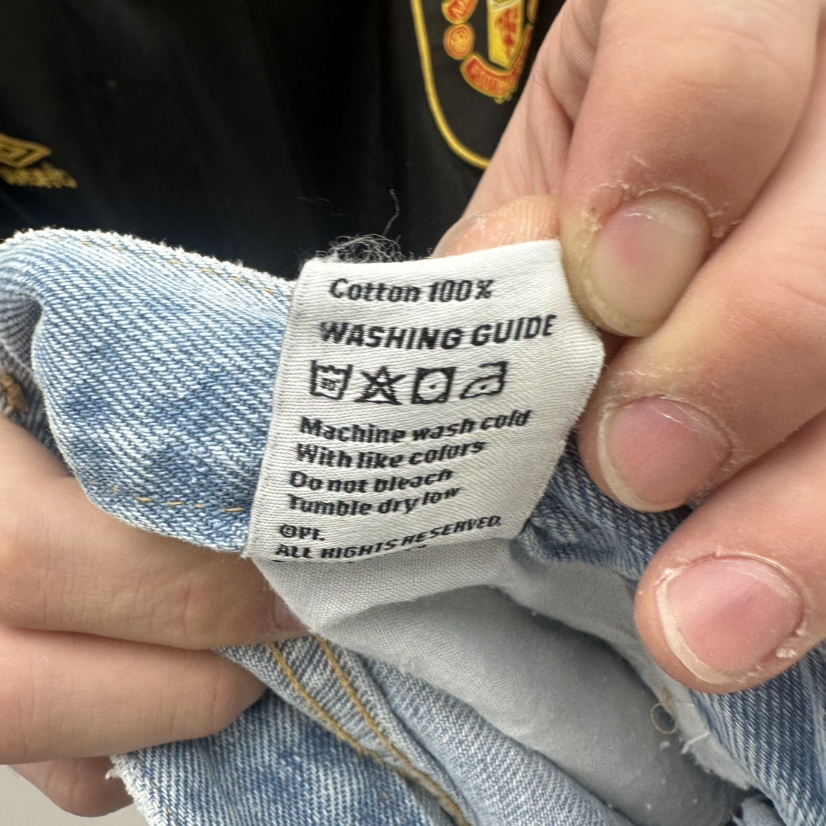 Cotton 100%
WASHING GUIDE
30
Machine wash cold
With like colors
Do not bleach
Tumble dry low
©PI.
ALL RIGHTS RESERVED.